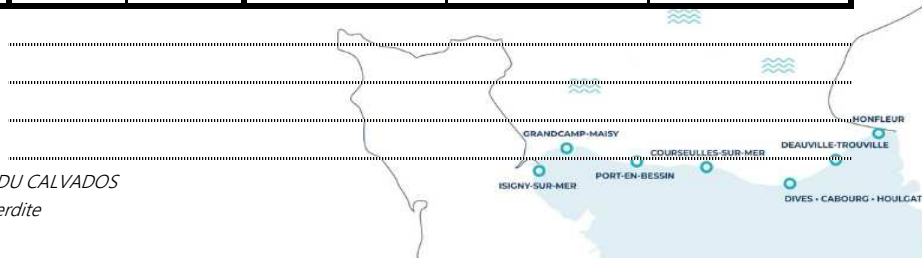 HONFLEUR
GRANDCAMP-MAISY
DEAUVILLE-TROUVILLE
COURSEULLES-SUR-MER
PORT-EN-BESSIN
ISIGNY-SUR-MER
DIVES • CABOURG • HOULGAT
DU CALVADOS
erdite